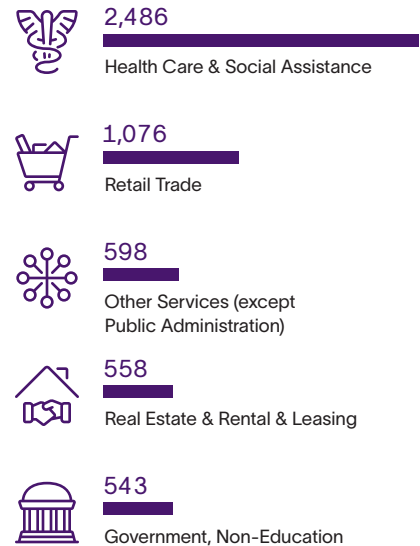 2,486
Health Care & Social Assistance
1,076
Retail Trade
598
Other Services (except
Public Administration)
558
Real Estate & Rental & Leasing
543
Government, Non-Education